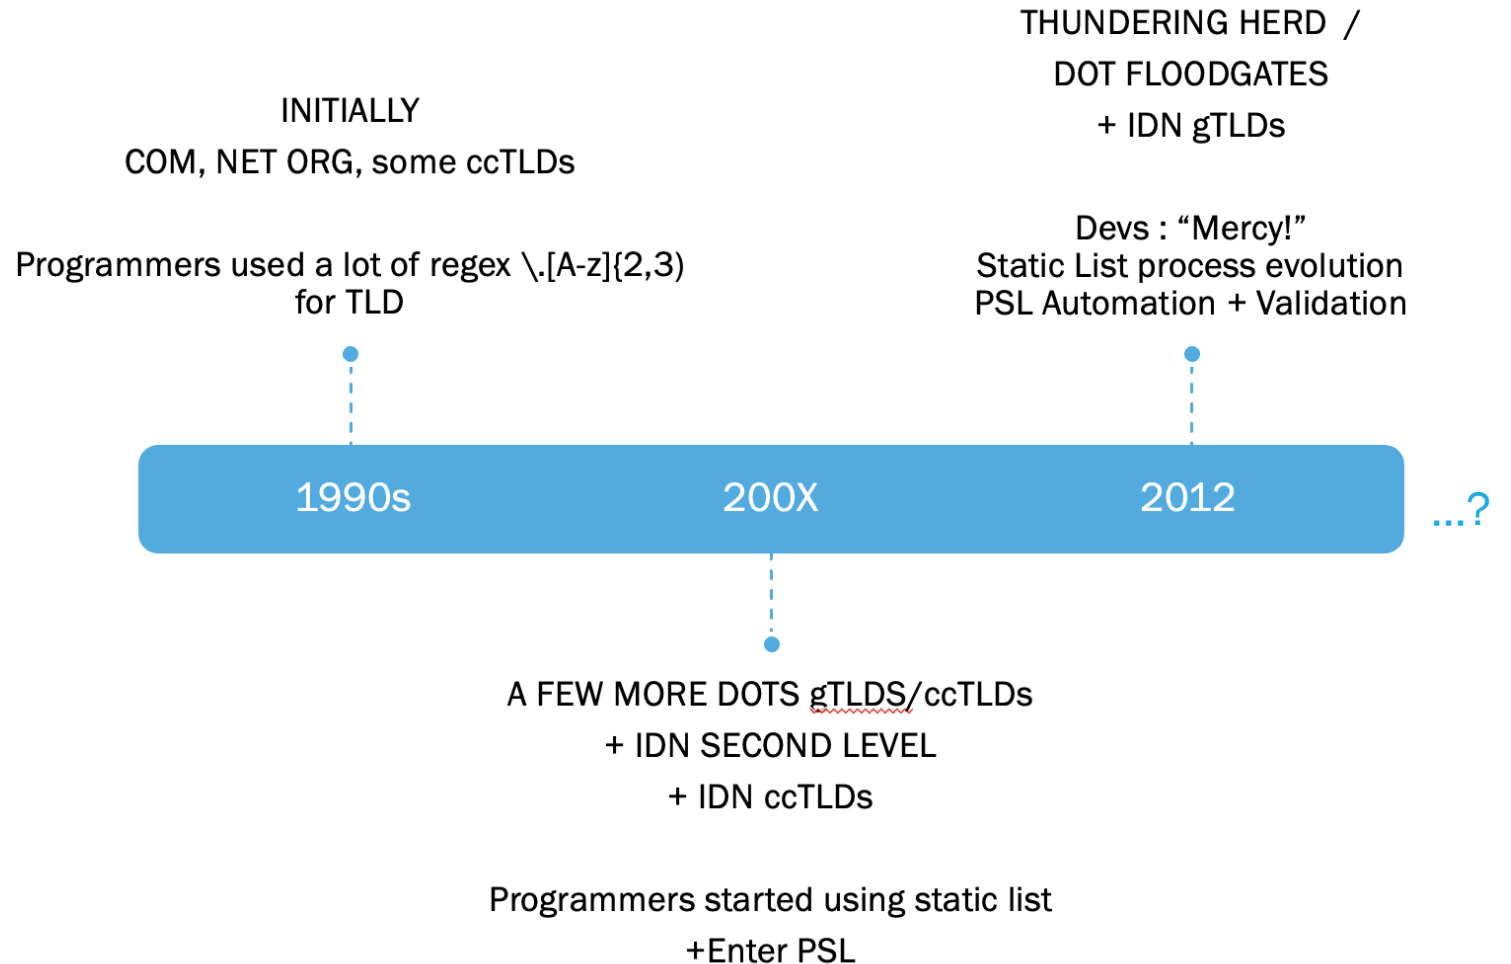 INITIALLY
COM, NET ORG, some ccTLDs
Programmers used a lot of regex \.[A-z]{2,3)
for TLD
THUNDERING HERD /
DOT FLOODGATES
+ IDN gTLDs
Devs : “Mercy!”
Static List process evolution
PSL Automation + Validation
1990s
200X
2012
...?
A FEW MORE DOTS gTLDS/ccTLDs
+ IDN SECOND LEVEL
+ IDN ccTLDs
Programmers started using static list
+Enter PSL